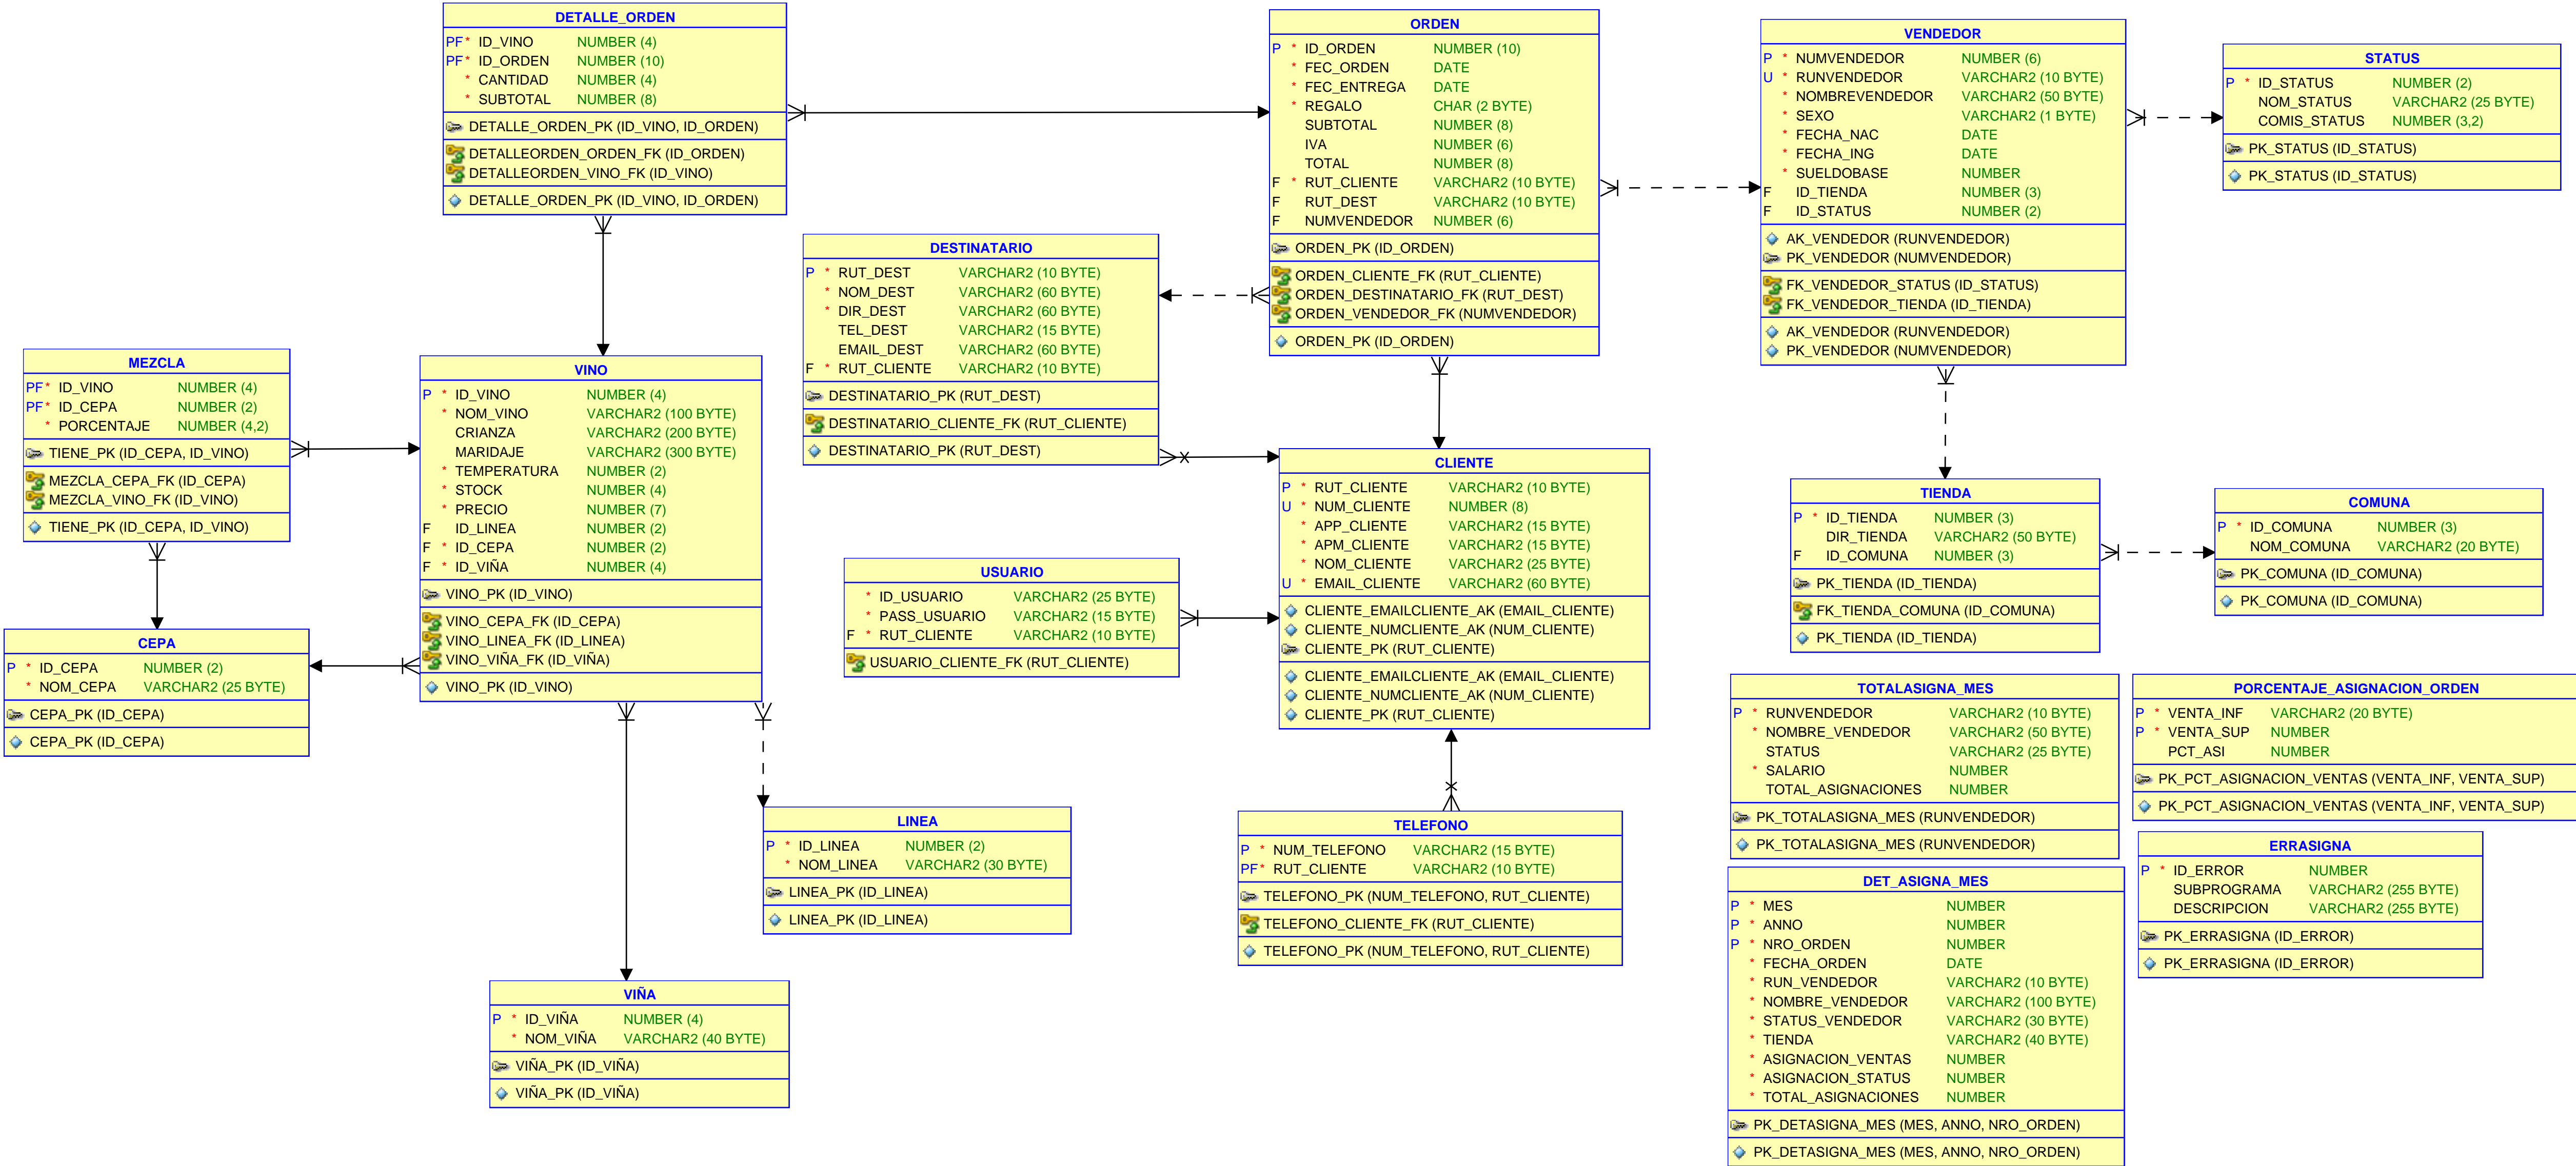 DETALLE_ORDEN
PF* ID_VINO NUMBER (4)
PF* ID_ORDEN NUMBER (10)
* CANTIDAD NUMBER (4)
* SUBTOTAL NUMBER (8)
DETALLE_ORDEN_PK (ID_VINO, ID_ORDEN)
DETALLEORDEN_ORDEN_FK (ID_ORDEN)
DETALLEORDEN_VINO_FK (ID_VINO)
DETALLE_ORDEN_PK (ID_VINO, ID_ORDEN)
ORDEN
P * ID_ORDEN NUMBER (10)
* FEC_ORDEN DATE
* FEC_ENTREGA DATE
* REGALO CHAR (2 BYTE)
SUBTOTAL NUMBER (8)
IVA NUMBER (6)
TOTAL NUMBER (8)
F * RUT_CLIENTE VARCHAR2 (10 BYTE)
F RUT_DEST VARCHAR2 (10 BYTE)
F NUMVENDEDOR NUMBER (6)
ORDEN_PK (ID_ORDEN)
ORDEN_CLIENTE_FK (RUT_CLIENTE)
ORDEN_DESTINATARIO_FK (RUT_DEST)
ORDEN_VENDEDOR_FK (NUMVENDEDOR)
ORDEN_PK (ID_ORDEN)
VENDEDOR
P * NUMVENDEDOR NUMBER (6)
U * RUNVENDEDOR VARCHAR2 (10 BYTE)
* NOMBREVENDEDOR VARCHAR2 (50 BYTE)
* SEXO VARCHAR2 (1 BYTE)
* FECHA_NAC DATE
* FECHA_ING DATE
* SUELDOBASE NUMBER
F ID_TIENDA NUMBER (3)
F ID_STATUS NUMBER (2)
AK_VENDEDOR (RUNVENDEDOR)
PK_VENDEDOR (NUMVENDEDOR)
FK_VENDEDOR_STATUS (ID_STATUS)
FK_VENDEDOR_TIENDA (ID_TIENDA)
AK_VENDEDOR (RUNVENDEDOR)
PK_VENDEDOR (NUMVENDEDOR)
STATUS
P * ID_STATUS NUMBER (2)
NOM_STATUS VARCHAR2 (25 BYTE)
COMIS_STATUS NUMBER (3,2)
PK_STATUS (ID_STATUS)
PK_STATUS (ID_STATUS)
DESTINATARIO
P * RUT_DEST VARCHAR2 (10 BYTE)
* NOM_DEST VARCHAR2 (60 BYTE)
* DIR_DEST VARCHAR2 (60 BYTE)
TEL_DEST VARCHAR2 (15 BYTE)
EMAIL_DEST VARCHAR2 (60 BYTE)
F * RUT_CLIENTE VARCHAR2 (10 BYTE)
DESTINATARIO_PK (RUT_DEST)
DESTINATARIO_CLIENTE_FK (RUT_CLIENTE)
DESTINATARIO_PK (RUT_DEST)
MEZCLA
PF* ID_VINO NUMBER (4)
PF* ID_CEPA NUMBER (2)
* PORCENTAJE NUMBER (4,2)
TIENE_PK (ID_CEPA, ID_VINO)
MEZCLA_CEPA_FK (ID_CEPA)
MEZCLA_VINO_FK (ID_VINO)
TIENE_PK (ID_CEPA, ID_VINO)
VINO
P * ID_VINO NUMBER (4)
* NOM_VINO VARCHAR2 (100 BYTE)
CRIANZA VARCHAR2 (200 BYTE)
MARIDAJE VARCHAR2 (300 BYTE)
* TEMPERATURA NUMBER (2)
* STOCK NUMBER (4)
* PRECIO NUMBER (7)
F ID_LINEA NUMBER (2)
F * ID_CEPA NUMBER (2)
F * ID_VIÑA NUMBER (4)
VINO_PK (ID_VINO)
VINO_CEPA_FK (ID_CEPA)
VINO_LINEA_FK (ID_LINEA)
VINO_VIÑA_FK (ID_VIÑA)
VINO_PK (ID_VINO)
CLIENTE
P * RUT_CLIENTE VARCHAR2 (10 BYTE)
U * NUM_CLIENTE NUMBER (8)
* APP_CLIENTE VARCHAR2 (15 BYTE)
* APM_CLIENTE VARCHAR2 (15 BYTE)
* NOM_CLIENTE VARCHAR2 (25 BYTE)
U * EMAIL_CLIENTE VARCHAR2 (60 BYTE)
CLIENTE_EMAILCLIENTE_AK (EMAIL_CLIENTE)
CLIENTE_NUMCLIENTE_AK (NUM_CLIENTE)
CLIENTE_PK (RUT_CLIENTE)
CLIENTE_EMAILCLIENTE_AK (EMAIL_CLIENTE)
CLIENTE_NUMCLIENTE_AK (NUM_CLIENTE)
CLIENTE_PK (RUT_CLIENTE)
TIENDA
P * ID_TIENDA NUMBER (3)
DIR_TIENDA VARCHAR2 (50 BYTE)
F ID_COMUNA NUMBER (3)
PK_TIENDA (ID_TIENDA)
FK_TIENDA_COMUNA (ID_COMUNA)
PK_TIENDA (ID_TIENDA)
COMUNA
P * ID_COMUNA NUMBER (3)
NOM_COMUNA VARCHAR2 (20 BYTE)
PK_COMUNA (ID_COMUNA)
PK_COMUNA (ID_COMUNA)
USUARIO
* ID_USUARIO VARCHAR2 (25 BYTE)
* PASS_USUARIO VARCHAR2 (15 BYTE)
F * RUT_CLIENTE VARCHAR2 (10 BYTE)
USUARIO_CLIENTE_FK (RUT_CLIENTE)
CEPA
P * ID_CEPA NUMBER (2)
* NOM_CEPA VARCHAR2 (25 BYTE)
CEPA_PK (ID_CEPA)
CEPA_PK (ID_CEPA)
TOTALASIGNA_MES
P * RUNVENDEDOR VARCHAR2 (10 BYTE)
* NOMBRE_VENDEDOR VARCHAR2 (50 BYTE)
STATUS VARCHAR2 (25 BYTE)
* SALARIO NUMBER
TOTAL_ASIGNACIONES NUMBER
PK_TOTALASIGNA_MES (RUNVENDEDOR)
PK_TOTALASIGNA_MES (RUNVENDEDOR)
PORCENTAJE_ASIGNACION_ORDEN
P * VENTA_INF VARCHAR2 (20 BYTE)
P * VENTA_SUP NUMBER
PCT_ASI NUMBER
PK_PCT_ASIGNACION_VENTAS (VENTA_INF, VENTA_SUP)
PK_PCT_ASIGNACION_VENTAS (VENTA_INF, VENTA_SUP)
LINEA
P * ID_LINEA NUMBER (2)
* NOM_LINEA VARCHAR2 (30 BYTE)
LINEA_PK (ID_LINEA)
LINEA_PK (ID_LINEA)
TELEFONO
P * NUM_TELEFONO VARCHAR2 (15 BYTE)
PF* RUT_CLIENTE VARCHAR2 (10 BYTE)
TELEFONO_PK (NUM_TELEFONO, RUT_CLIENTE)
TELEFONO_CLIENTE_FK (RUT_CLIENTE)
TELEFONO_PK (NUM_TELEFONO, RUT_CLIENTE)
ERRASIGNA
P * ID_ERROR NUMBER
SUBPROGRAMA VARCHAR2 (255 BYTE)
DESCRIPCION VARCHAR2 (255 BYTE)
PK_ERRASIGNA (ID_ERROR)
PK_ERRASIGNA (ID_ERROR)
DET_ASIGNA_MES
P * MES NUMBER
P * ANNO NUMBER
P * NRO_ORDEN NUMBER
* FECHA_ORDEN DATE
* RUN_VENDEDOR VARCHAR2 (10 BYTE)
* NOMBRE_VENDEDOR VARCHAR2 (100 BYTE)
* STATUS_VENDEDOR VARCHAR2 (30 BYTE)
* TIENDA VARCHAR2 (40 BYTE)
* ASIGNACION_VENTAS NUMBER
* ASIGNACION_STATUS NUMBER
* TOTAL_ASIGNACIONES NUMBER
PK_DETASIGNA_MES (MES, ANNO, NRO_ORDEN)
PK_DETASIGNA_MES (MES, ANNO, NRO_ORDEN)
VIÑA
P * ID_VIÑA NUMBER (4)
* NOM_VIÑA VARCHAR2 (40 BYTE)
VIÑA_PK (ID_VIÑA)
VIÑA_PK (ID_VIÑA)